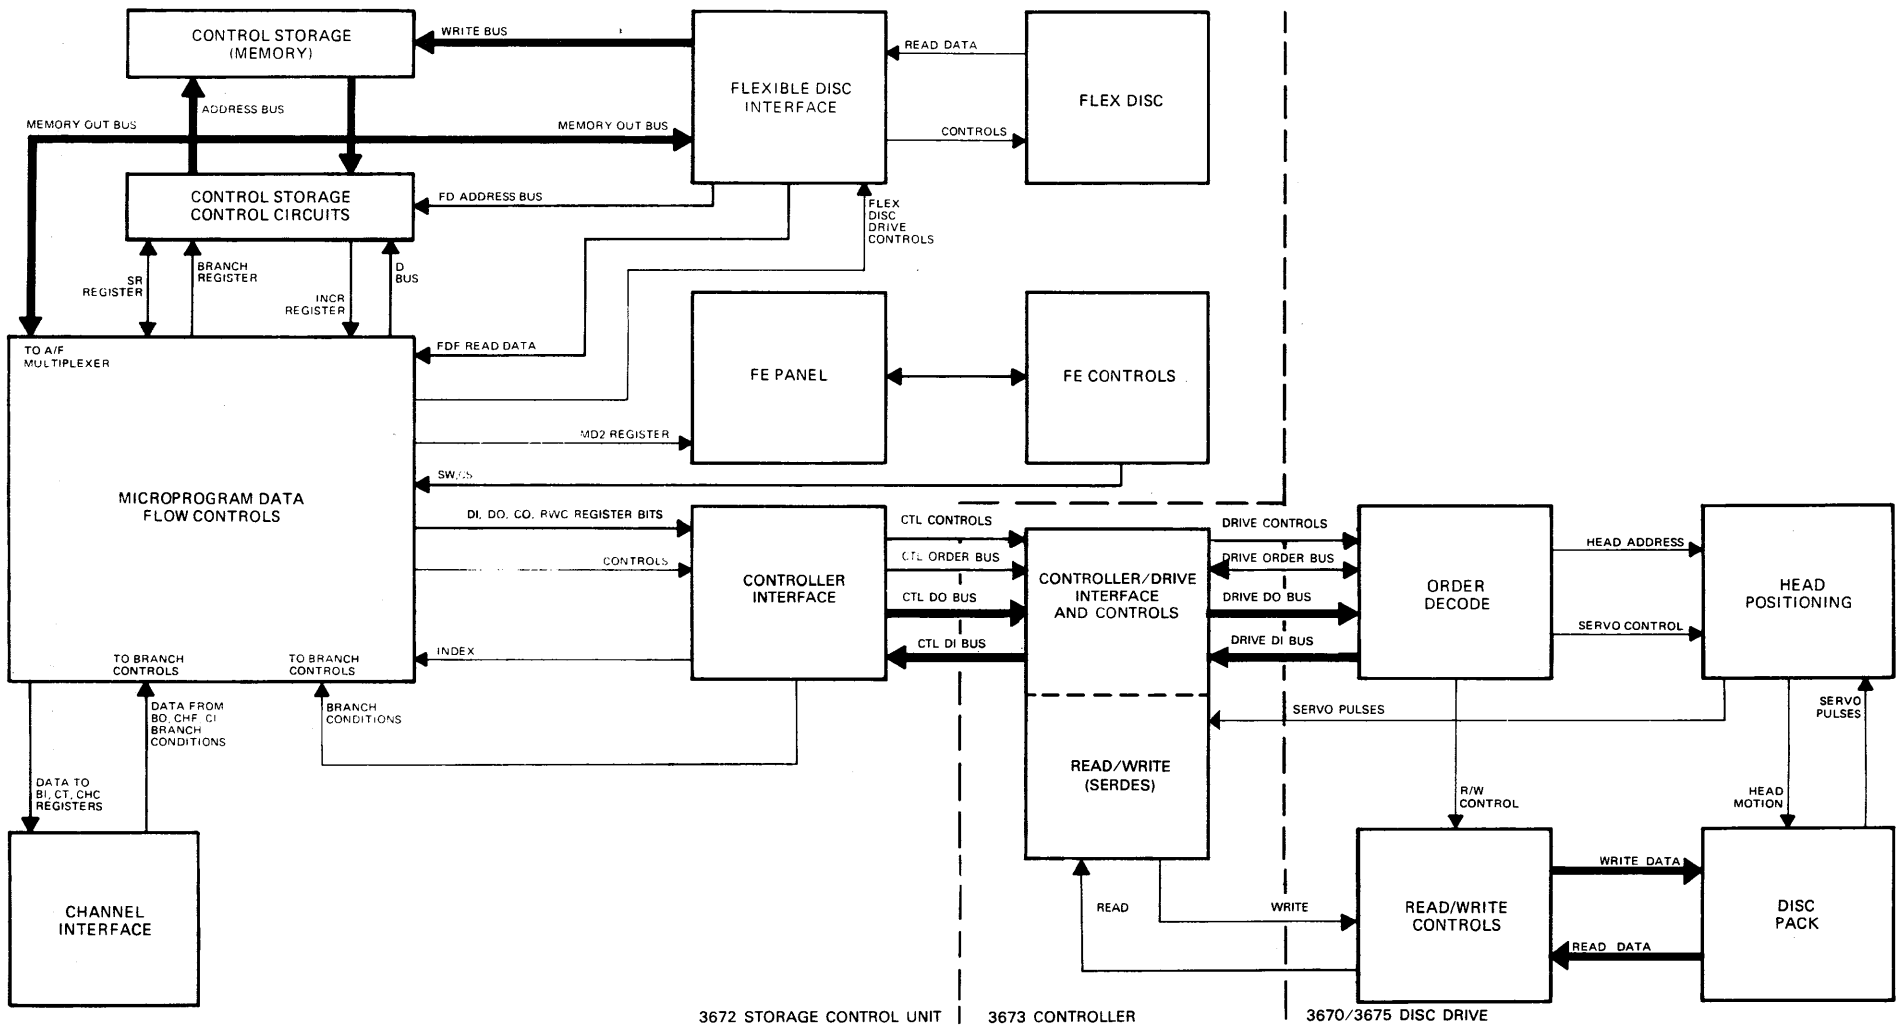 CONTROL STORAGE
(MEMORY)
WRITE BUS
FLEXIBLE DISC
INTERFACE
READ DATA
FLEX DISC
CONTROLS
ADDRESS BUS
MEMORY OUT BUS
MEMORY OUT BUS
CONTROL STORAGE
CONTROL CIRCUITS
FD ADDRESS BUS
FLEX
DISC
DRIVE
CONTROLS
SR
REGISTER
BRANCH
REGISTER
INCR
REGISTER
D
BUS
TO A/F
MULTIPLEXER
FDF READ DATA
FE PANEL
FE CONTROLS
MD2 REGISTER
MICROPROGRAM DATA
FLOW CONTROLS
DI, DO, CO, RWC REGISTER BITS
CONTROLS
INDEX
TO BRANCH
CONTROLS
TO BRANCH
CONTROLS
CONTROLLER
INTERFACE
CTL CONTROLS
CTL ORDER BUS
CTL DO BUS
CTL DI BUS
CONTROLLER/DRIVE
INTERFACE
AND CONTROLS
DRIVE CONTROLS
DRIVE ORDER BUS
DRIVE DO BUS
DRIVE DI BUS
ORDER
DECODE
HEAD ADDRESS
SERVO CONTROL
HEAD
POSITIONING
DATA FROM
BO, CHF, CI
BRANCH
CONDITIONS
BRANCH
CONDITIONS
SERVO PULSES
SERVO
PULSES
READ/WRITE
(SERDES)
DATA TO
BI, CT, CHC
REGISTERS
R/W
CONTROL
HEAD
MOTION
CHANNEL
INTERFACE
READ
WRITE
READ/WRITE
CONTROLS
WRITE DATA
READ DATA
DISC
PACK
3672 STORAGE CONTROL UNIT
3673 CONTROLLER
3670/3675 DISC DRIVE